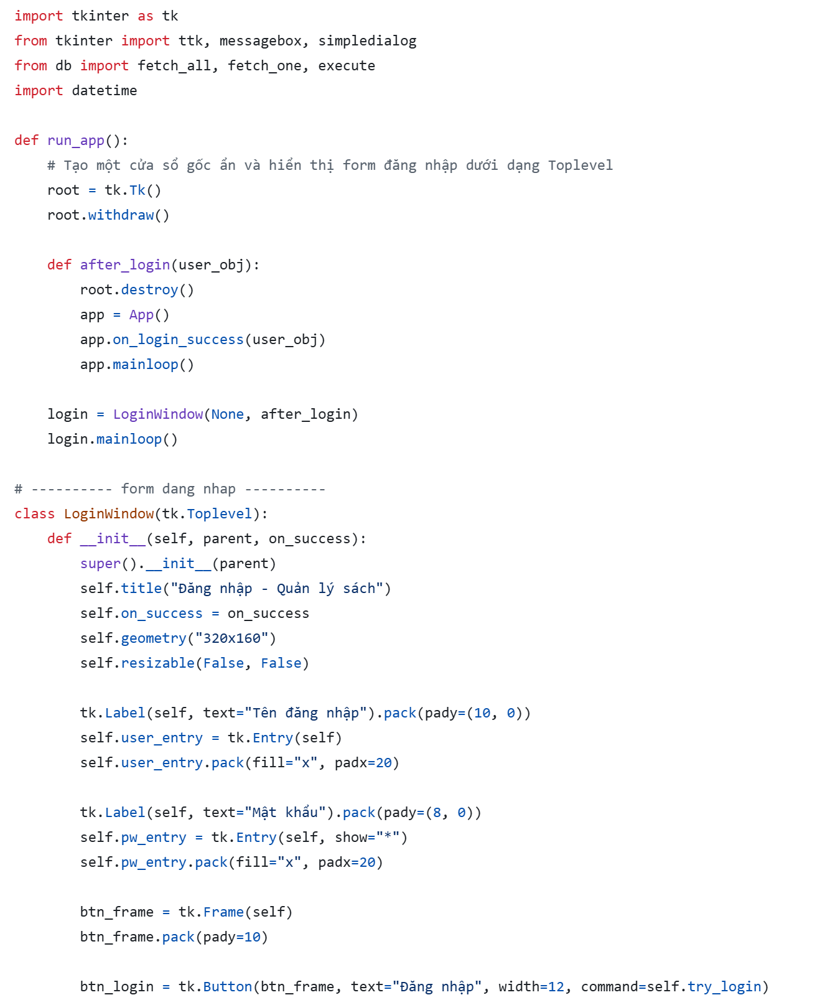 import tkinter as tk
from tkinter import ttk, messagebox, simpledialog
from db import fetch_all, fetch_one, execute
import datetime

def run_app():
    # Tạo một cửa sổ gốc ẩn và hiển thị form đăng nhập dưới dạng Toplevel
    root = tk.Tk()
    root.withdraw()

    def after_login(user_obj):
        root.destroy()
        app = App()
        app.on_login_success(user_obj)
        app.mainloop()

    login = LoginWindow(None, after_login)
    login.mainloop()

# ---------- form dang nhap ----------
class LoginWindow(tk.Toplevel):
    def __init__(self, parent, on_success):
        super().__init__(parent)
        self.title("Đăng nhập - Quản lý sách")
        self.on_success = on_success
        self.geometry("320x160")
        self.resizable(False, False)

        tk.Label(self, text="Tên đăng nhập").pack(pady=(10, 0))
        self.user_entry = tk.Entry(self)
        self.user_entry.pack(fill="x", padx=20)

        tk.Label(self, text="Mật khẩu").pack(pady=(8, 0))
        self.pw_entry = tk.Entry(self, show="*")
        self.pw_entry.pack(fill="x", padx=20)

        btn_frame = tk.Frame(self)
        btn_frame.pack(pady=10)

        btn_login = tk.Button(btn_frame, text="Đăng nhập", width=12, command=self.try_login)